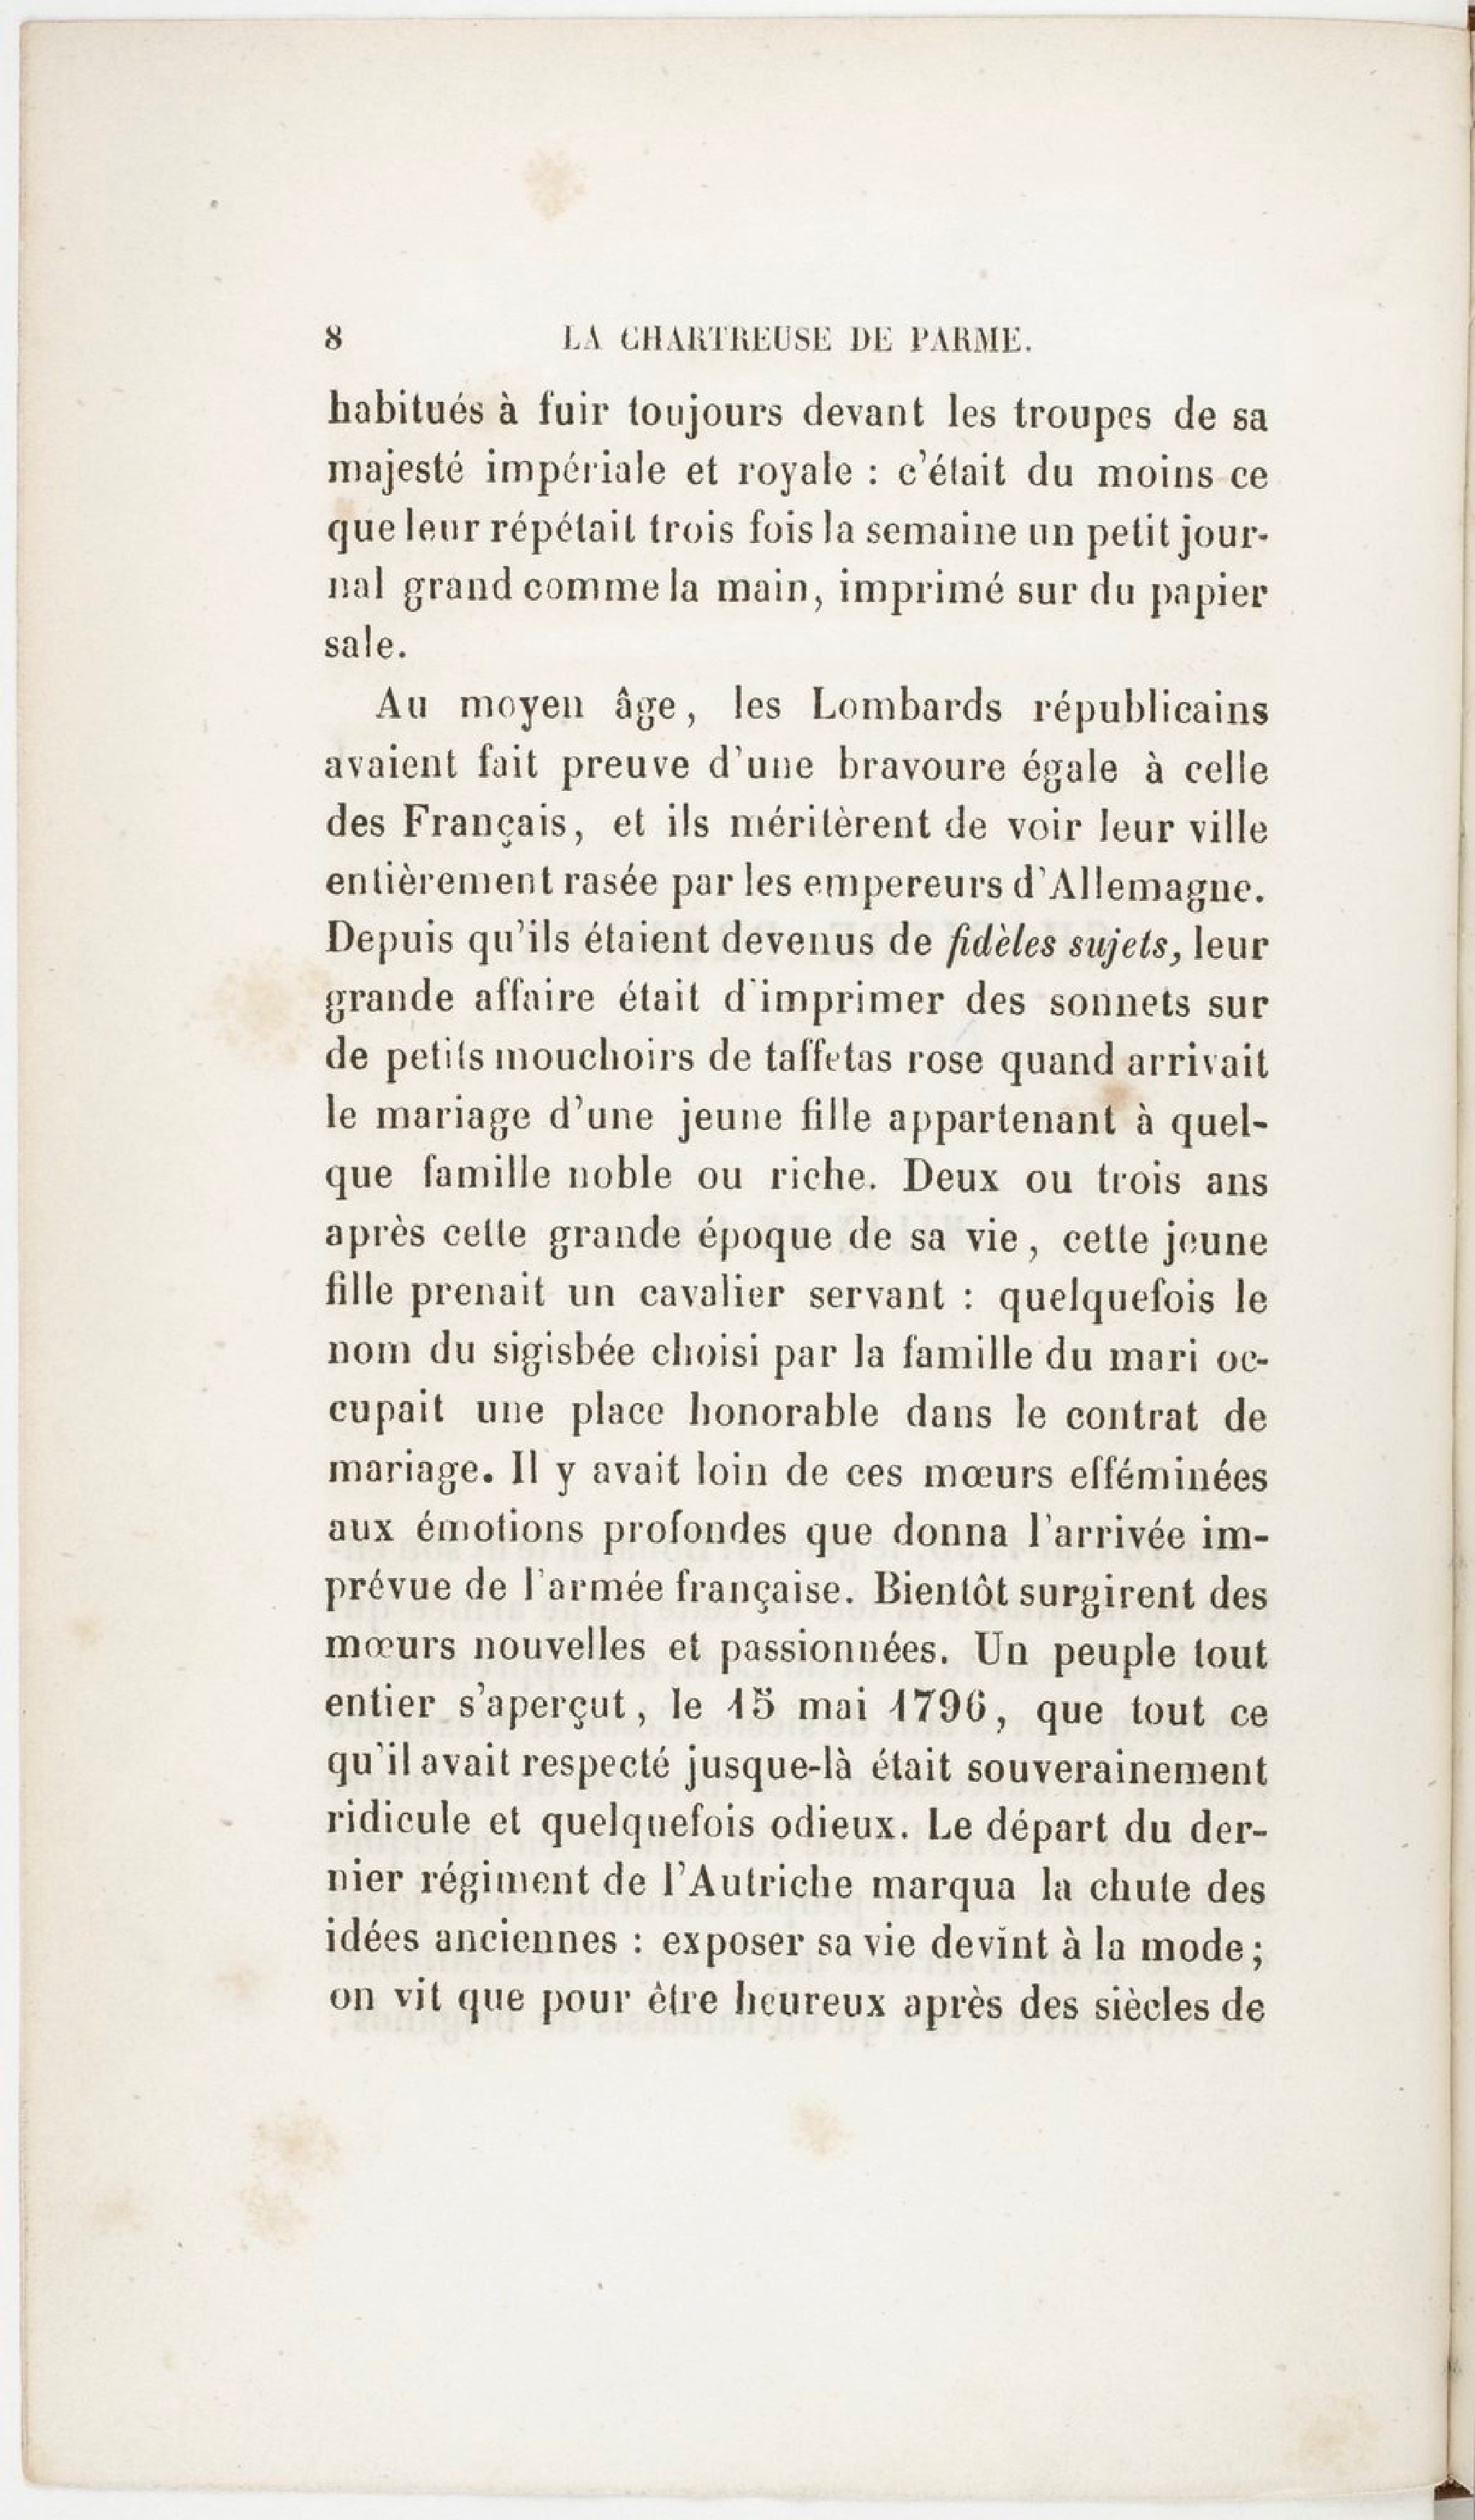 8 LA CHARTREUSE DE PARME.
habitués à fuir toujours devant les troupes de sa
majesté impériale et royale : c'était du moins ce
que leur répétait trois fois la semaine un petit jour-
nal grand comme la main, imprimé sur du papier
sale.
Au moyen âge, les Lombards républicains
avaient fait preuve d'une bravoure égale à celle
des Français, et ils méritèrent de voir leur ville
entièrement rasée par les empereurs d'Allemagne.
Depuis qu'ils étaient devenus de fidèles sujets, leur
grande affaire était d'imprimer des sonnets sur
de petits mouchoirs de taffetas rose quand arrivait
le mariage d'une jeune fille appartenant à quel-
que famille noble ou riche. Deux ou trois ans
après cette grande époque de sa vie, cette jeune
fille prenait un cavalier servant : quelquefois le
nom du sigisbée choisi par la famille du mari oc-
cupait une place honorable dans le contrat de
mariage. Il y avait loin de ces mœurs efféminées
aux émotions profondes que donna l'arrivée im-
prévue de l'armée française. Bientôt surgirent des
mœurs nouvelles et passionnées. Un peuple tout
entier s'aperçut, le 15 mai 1796, que tout ce
qu'il avait respecté jusque-là était souverainement
ridicule et quelquefois odieux. Le départ du der-
nier régiment de l'Autriche marqua la chute des
idées anciennes : exposer sa vie devint à la mode;
on vit que pour être heureux après des siècles de